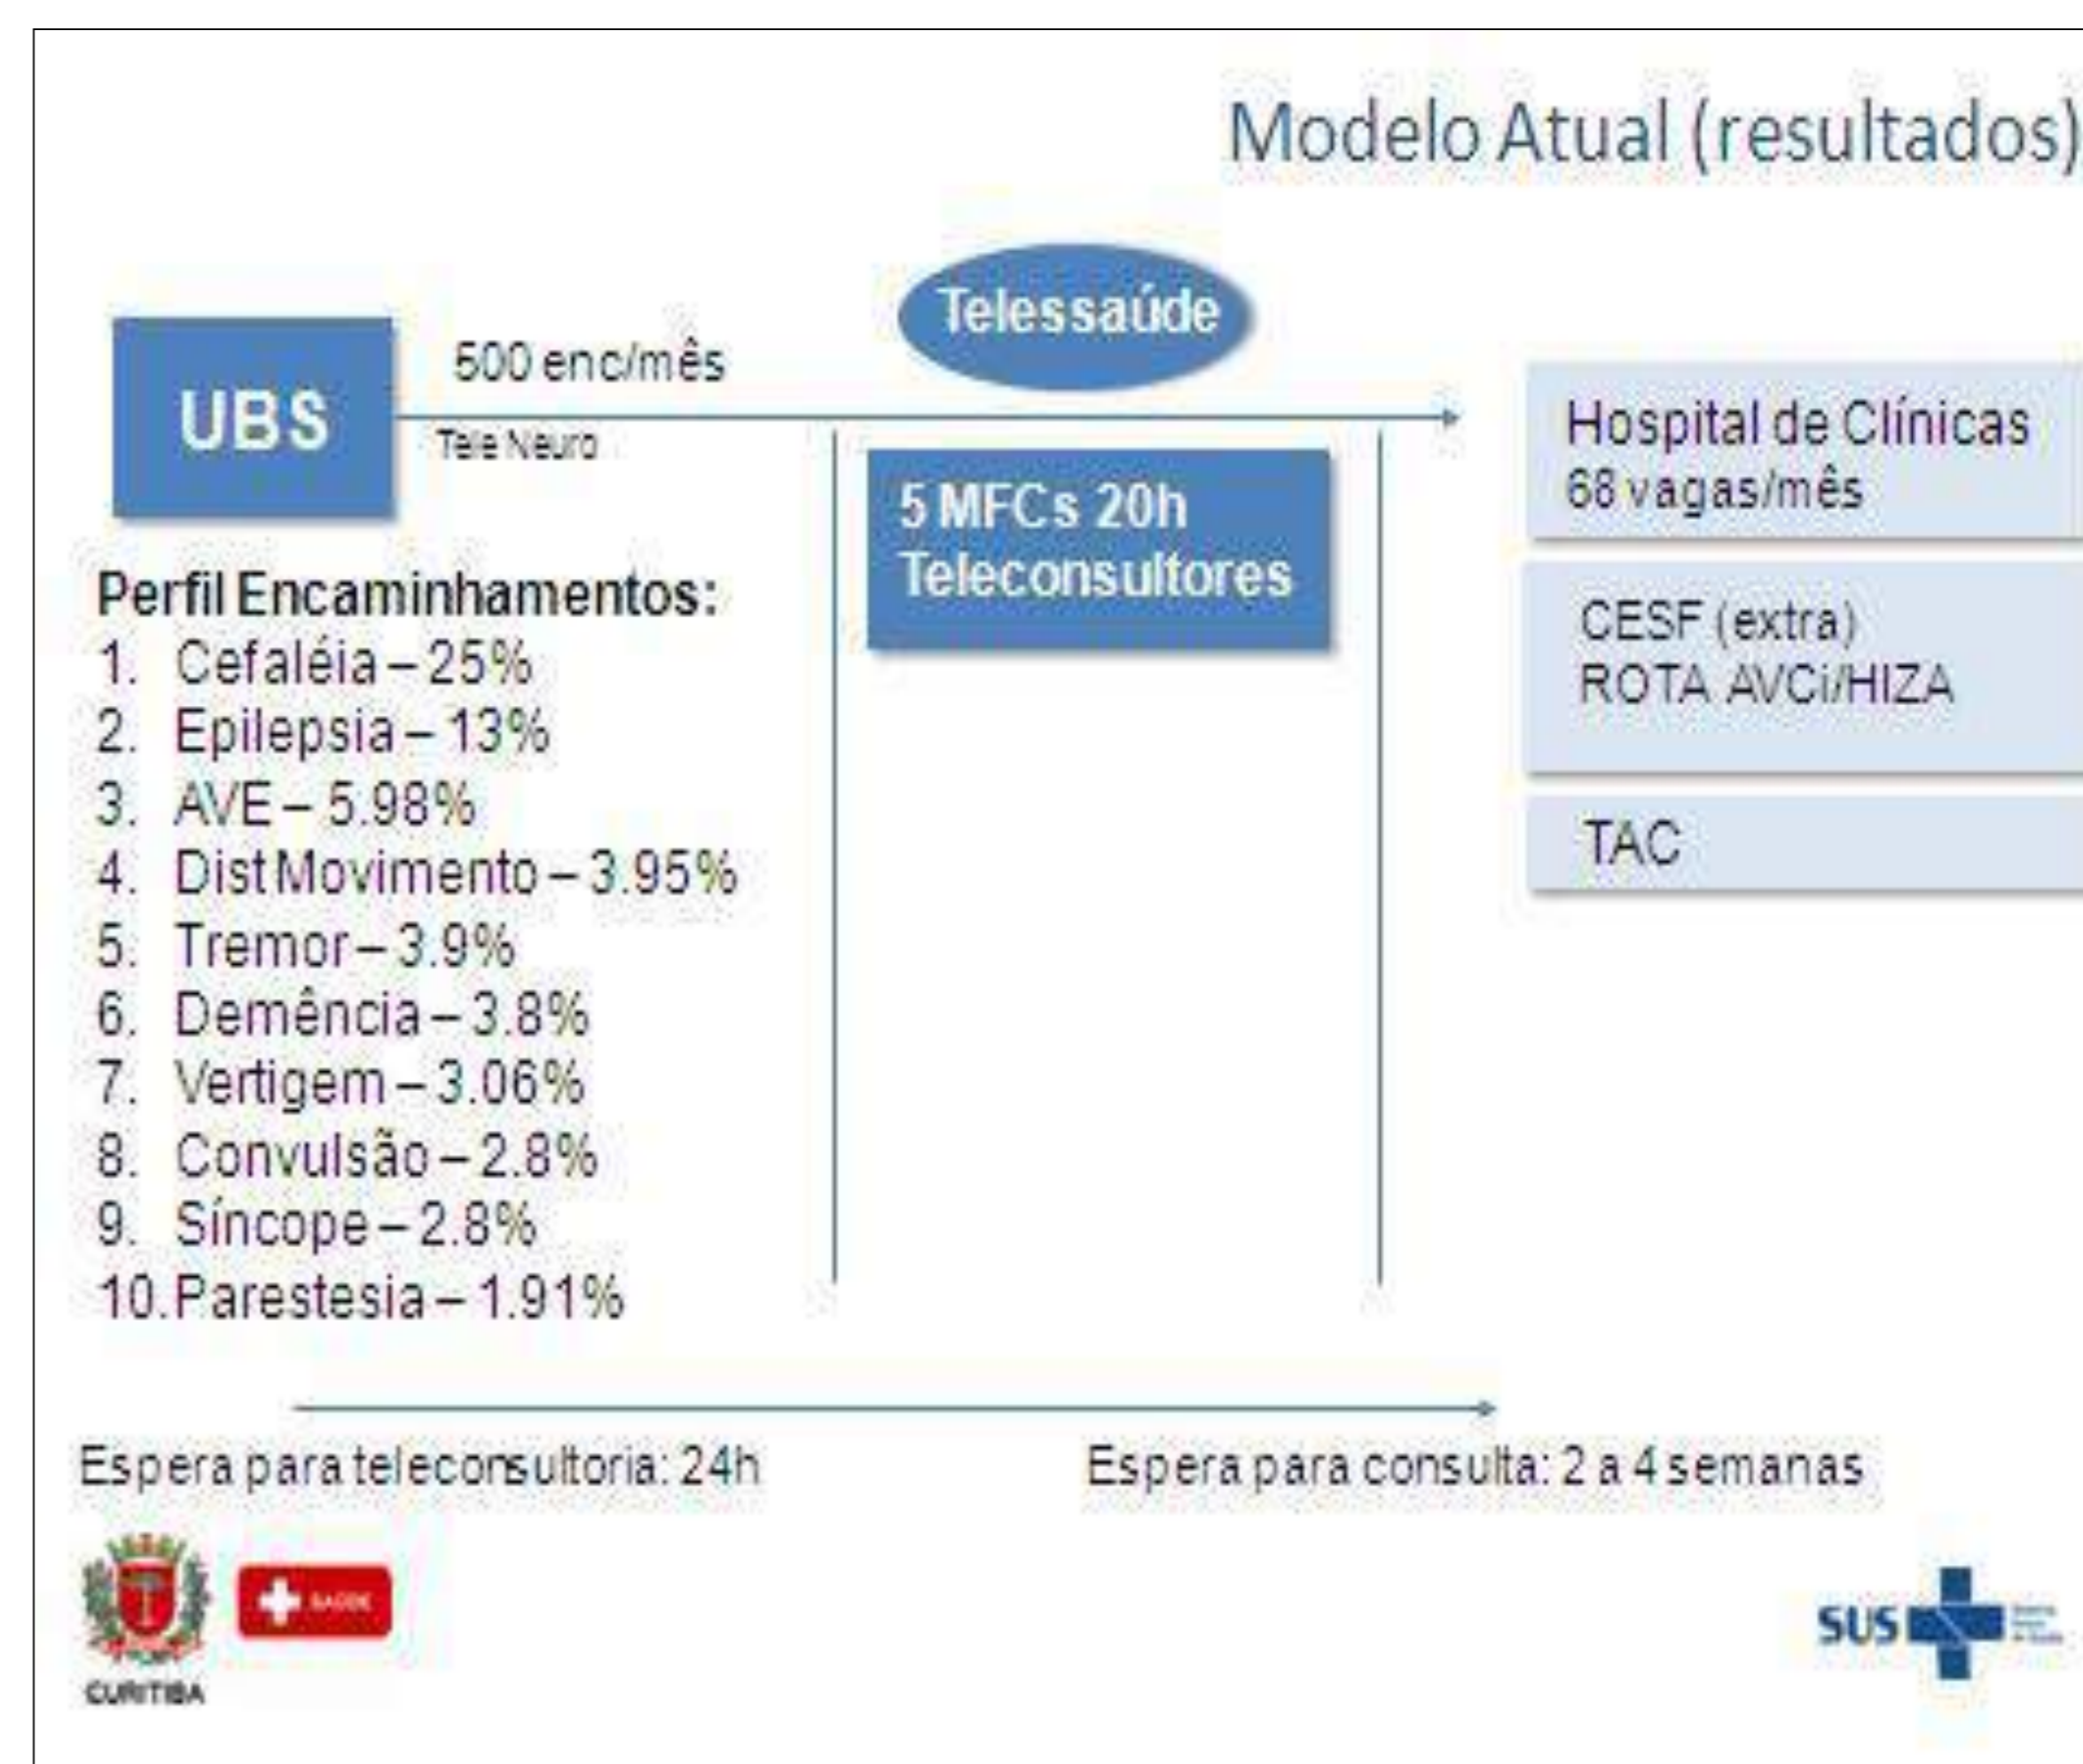 Modelo Atual (resultados)
Telessaúde
UBS
500 enc/mês
Tele Neuro
5 MFCs 20h
Teleconsultores
Hospital de Clínicas
68 vagas/mês
CESF (extra)
ROTA AVCi/HIZA
TAC
Perfil Encaminhamentos:
1. Cefaléia – 25%
2. Epilepsia – 13%
3. AVE – 5.98%
4. Dist Movimento – 3.95%
5. Tremor – 3.9%
6. Demência – 3.8%
7. Vertigem – 3.06%
8. Convulsão – 2.8%
9. Síncope – 2.8%
10. Parestesia – 1.91%
Espera para teleconsultoria: 24h
Espera para consulta: 2 a 4 semanas
SAÚDE
CURITIBA
SUS